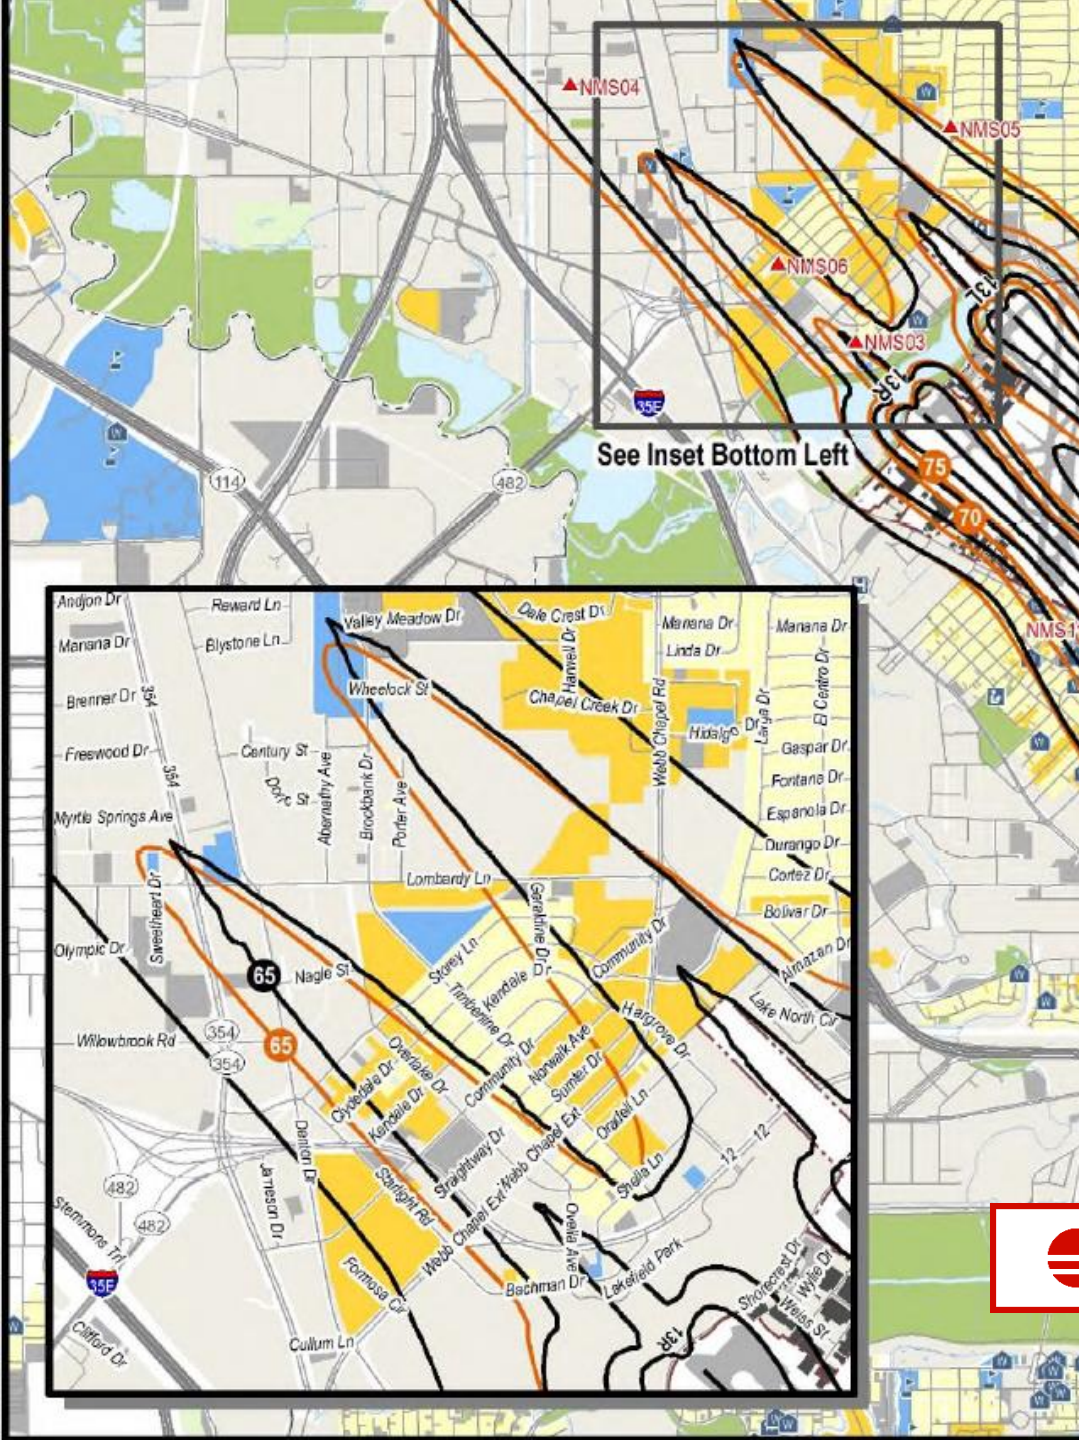 NMS04
NMS05
NMS06
NMS03
13L
13R
35E
See Inset Bottom Left
75
70
114
482
NMS1
Andjon Dr
Reward Ln
Valley Meadow Dr
Dale Crest Dr
Manana Dr
Manana Dr
Manana Dr
Blystone Ln
Harwell Dr
Linda Dr
El Centro Dr
Brenner Dr
354
Wheelock St
Chapel Creek Dr
Webb Chapel Rd
Hidalgo Dr
Larga Dr
Freswood Dr
354
Century St
Gaspar Dr
Doric St
Abernathy Ave
Brockbank Dr
Porter Ave
Fontana Dr
Espanola Dr
Myrtle Springs Ave
Durango Dr
Lombardy Ln
Cortez Dr
Sweetheart Dr
Geraldine Dr
Bolivar Dr
Olympic Dr
65
Nagle St
Storey Ln
Kendale Dr
Community Dr
Almazan Dr
Timberline Dr
Lake North Cir
Willowbrook Rd
354
65
354
Overlake Dr
Community Dr
Norwalk Ave
Hargrove Dr
Sumter Dr
Clydedale Dr
Kendale Dr
Oradell Ln
Denton Dr
Straightway Dr
Webb Chapel Ext
12
12
482
Jameson Dr
Starlight Rd
Shelia Ln
482
Stemmons Trl
Webb Chapel Ext
Ovella Ave
Lakefield Park
35E
Formosa Cir
Bachman Dr
Shorecrest Dr
Wylie Dr
Weiss St
Clifford Dr
Cullum Ln
13R